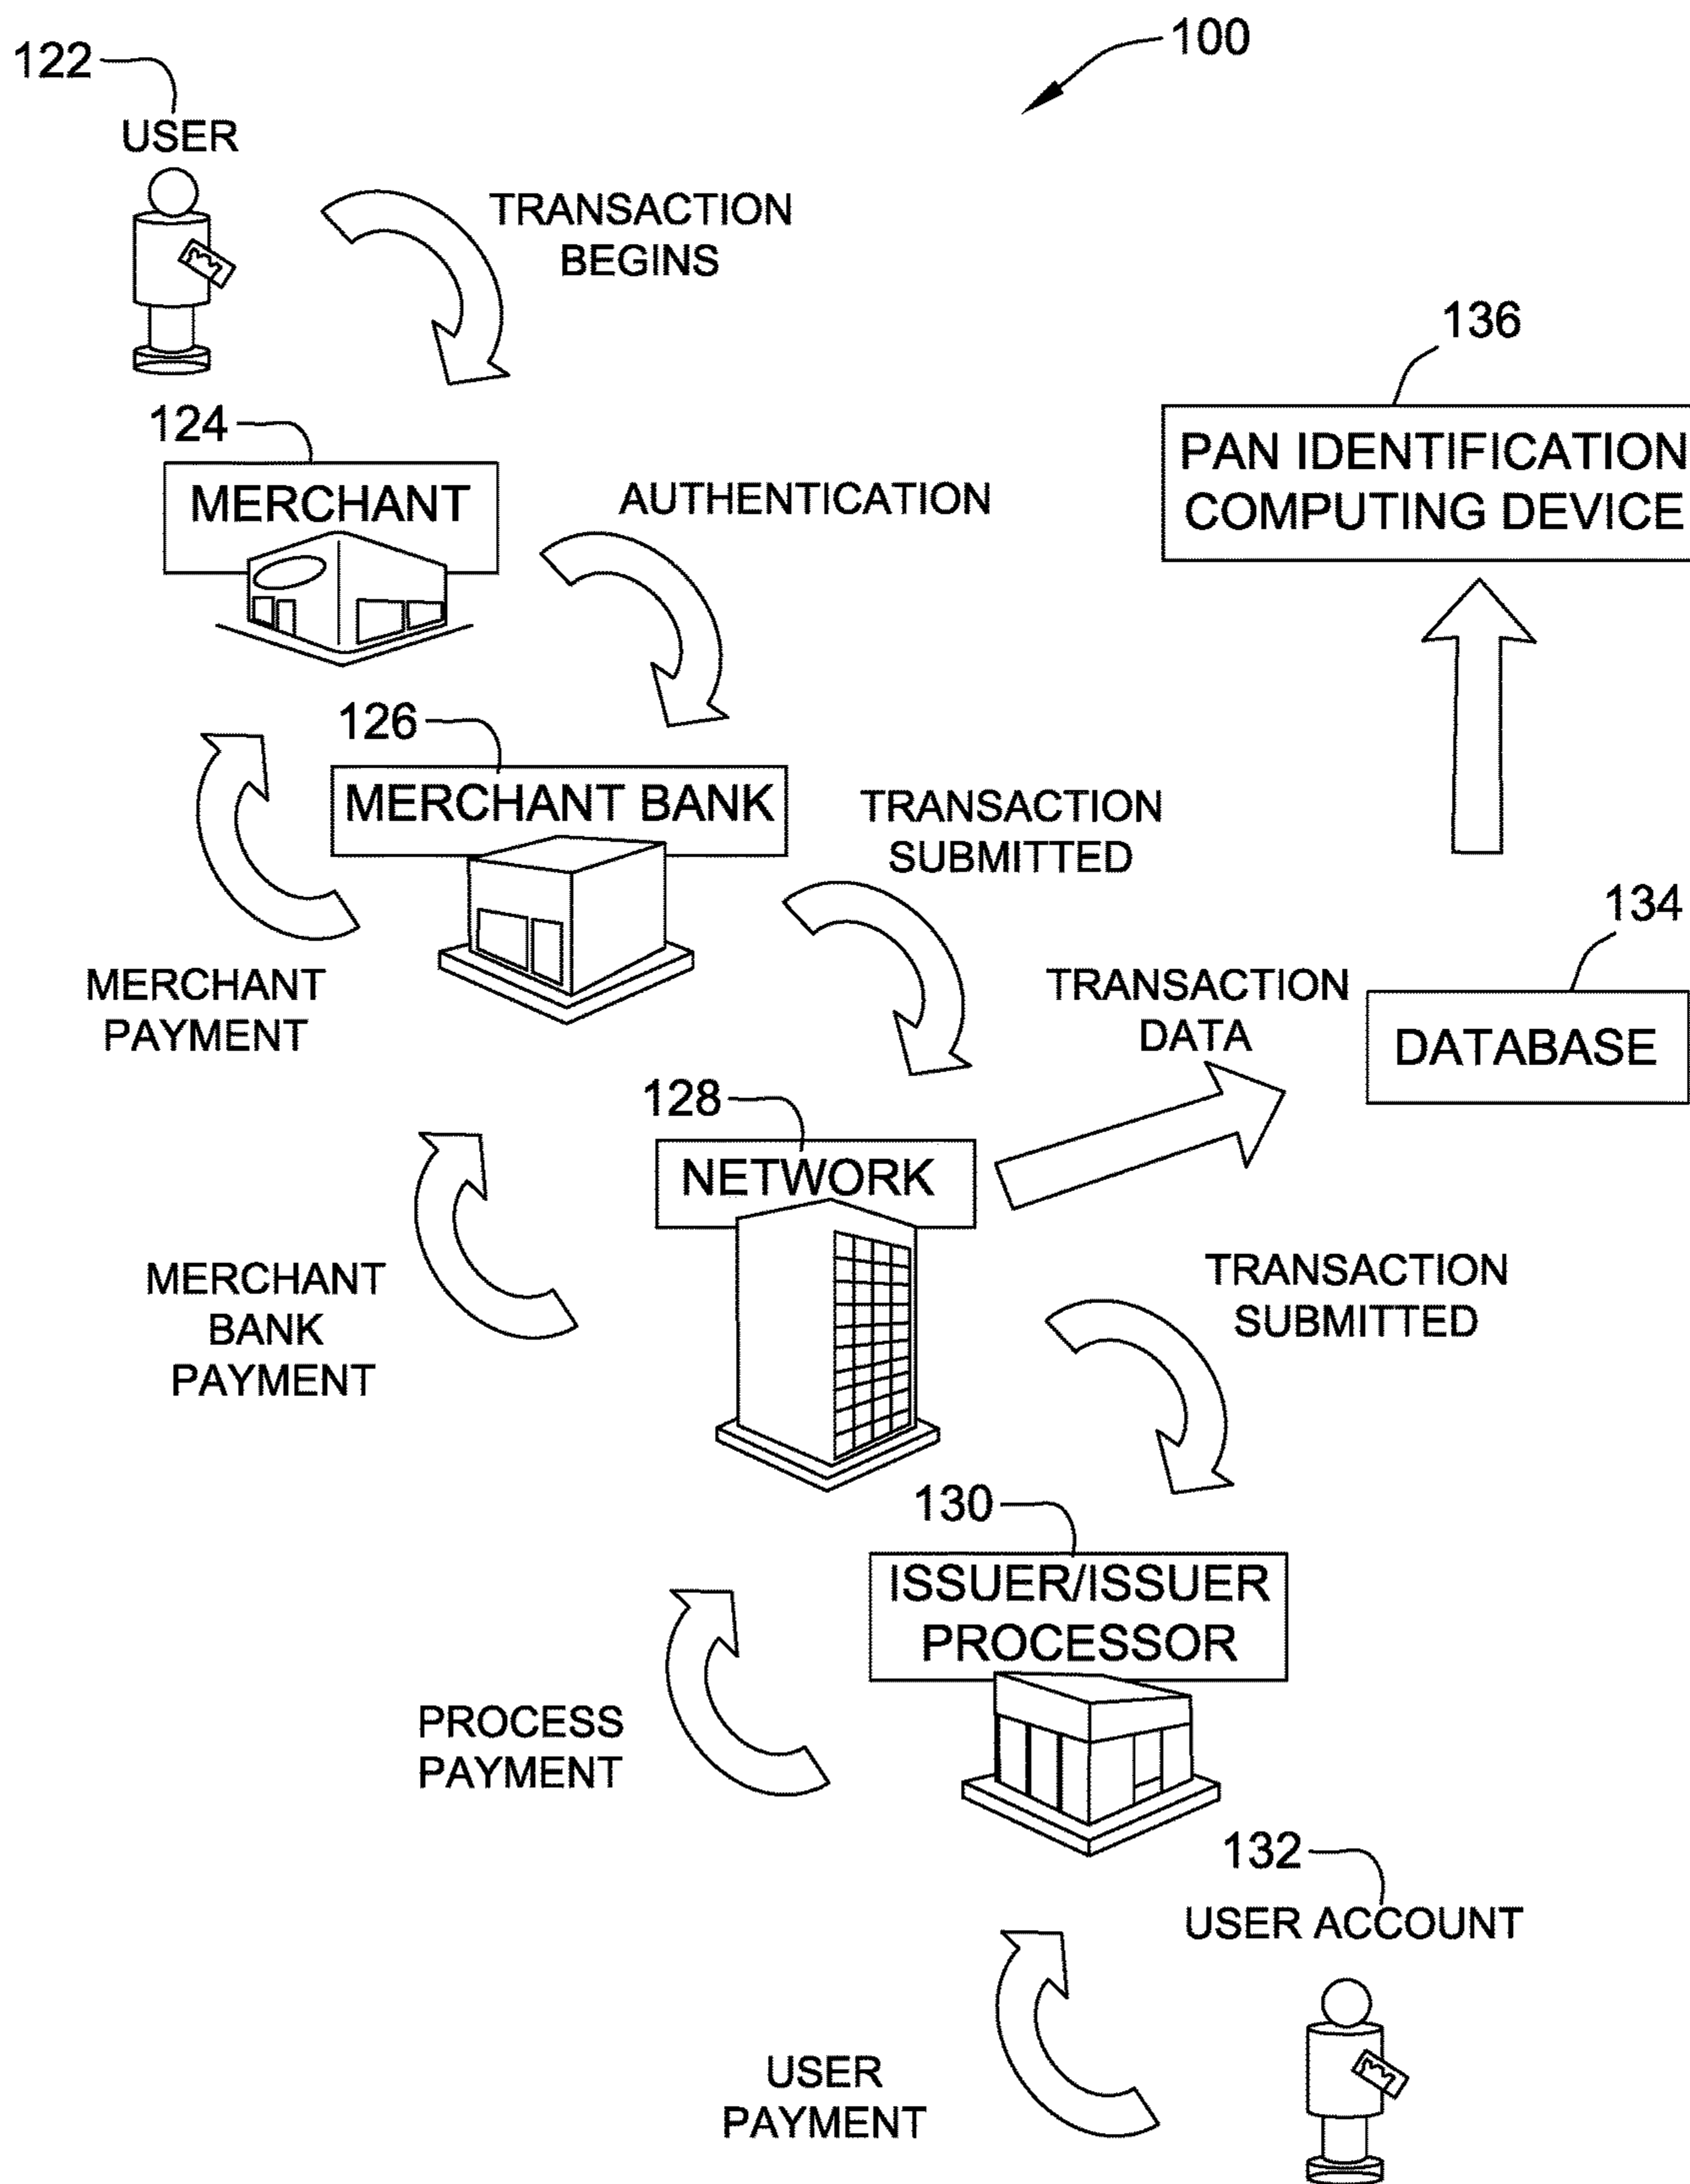 100
122
USER
TRANSACTION
BEGINS
136
PAN IDENTIFICATION
COMPUTING DEVICE
124
MERCHANT
AUTHENTICATION
126
MERCHANT BANK
TRANSACTION
SUBMITTED
134
DATABASE
MERCHANT
PAYMENT
TRANSACTION
DATA
128
NETWORK
MERCHANT
BANK
PAYMENT
TRANSACTION
SUBMITTED
130
ISSUER/ISSUER
PROCESSOR
PROCESS
PAYMENT
132
USER ACCOUNT
USER
PAYMENT